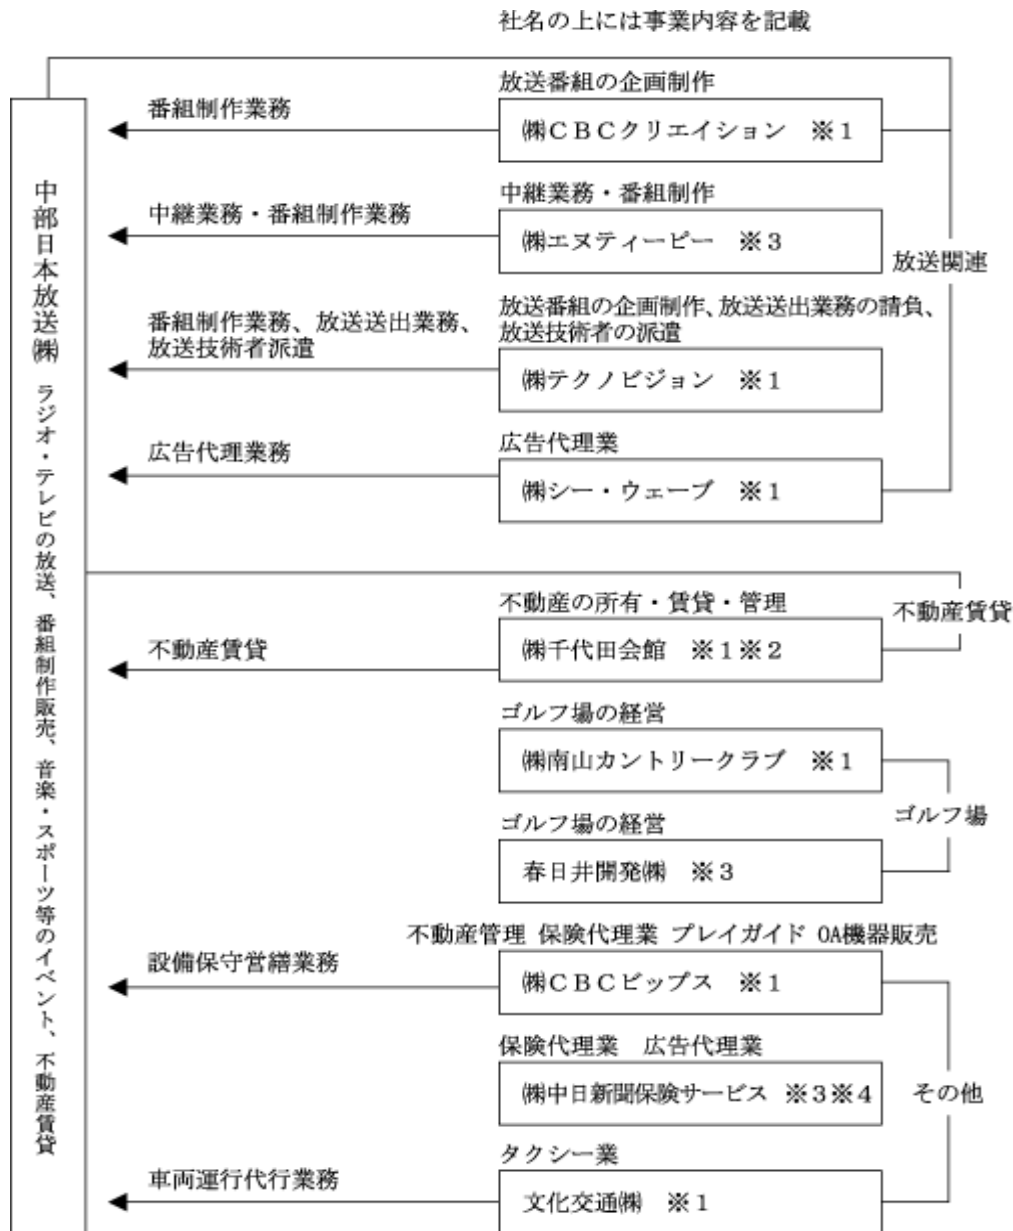 社名の上には事業内容を記載
中部日本放送㈱ ラジオ・テレビの放送、番組制作販売、音楽・スポーツ等のイベント、不動産賃貸
番組制作業務
放送番組の企画制作
㈱ＣＢＣクリエイション　※１
中継業務・番組制作業務
中継業務・番組制作
㈱エヌティーピー　※３
放送関連
番組制作業務、放送送出業務、
放送技術者派遣
放送番組の企画制作、放送送出業務の請負、
放送技術者の派遣
㈱テクノビジョン　※１
広告代理業務
広告代理業
㈱シー・ウェーブ　※１
不動産の所有・賃貸・管理
不動産賃貸
不動産賃貸
㈱千代田会館　※１※２
ゴルフ場の経営
㈱南山カントリークラブ　※１
ゴルフ場
ゴルフ場の経営
春日井開発㈱　※３
不動産管理 保険代理業 プレイガイド OA機器販売
設備保守営繕業務
㈱ＣＢＣビップス　※１
保険代理業　広告代理業
㈱中日新聞保険サービス　※３※４
その他
タクシー業
車両運行代行業務
文化交通㈱　※１